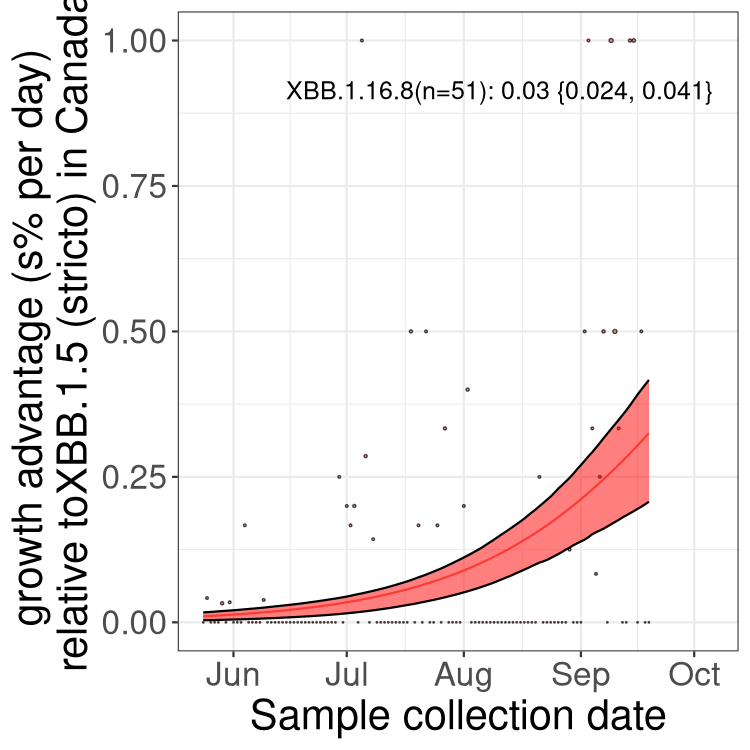 growth advantage (s% per day)
relative toXBB.1.5 (stricto) in Canada
1.00
XBB.1.16.8(n=51): 0.03 {0.024, 0.041}
0.75
0.50
0.25
0.00
Jun Jul Aug Sep Oct
Sample collection date